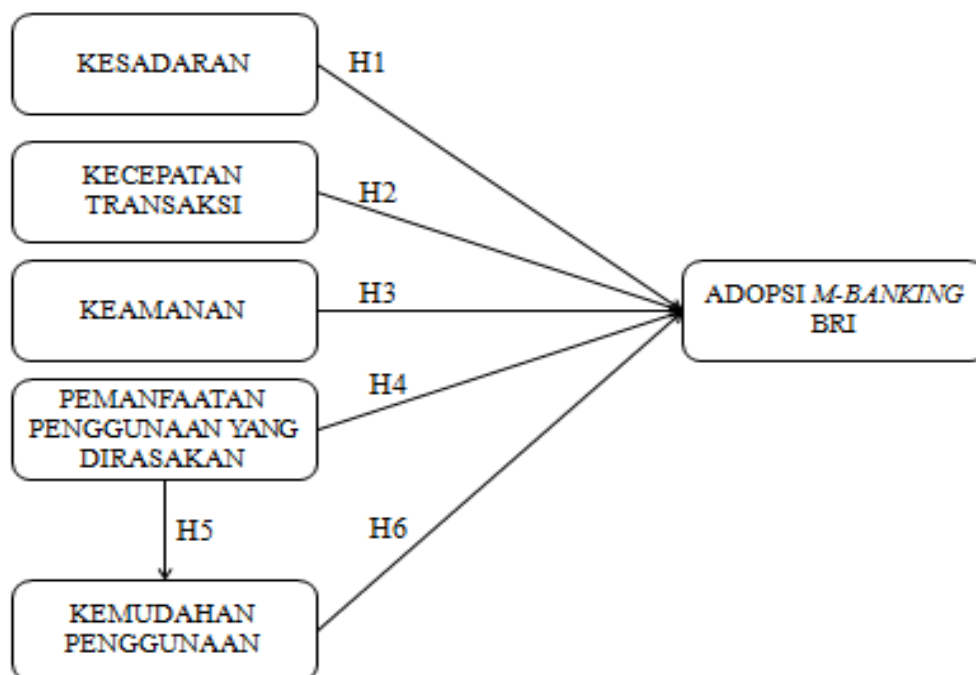 KESADARAN
H1
KECEPATAN
TRANSAKSI
H2
KEAMANAN
H3
ADOPSI M-BANKING
BRI
PEMANFAATAN
PENGGUNAAN YANG
DIRASAKAN
H4
H5
H6
KEMUDAHAN
PENGGUNAAN